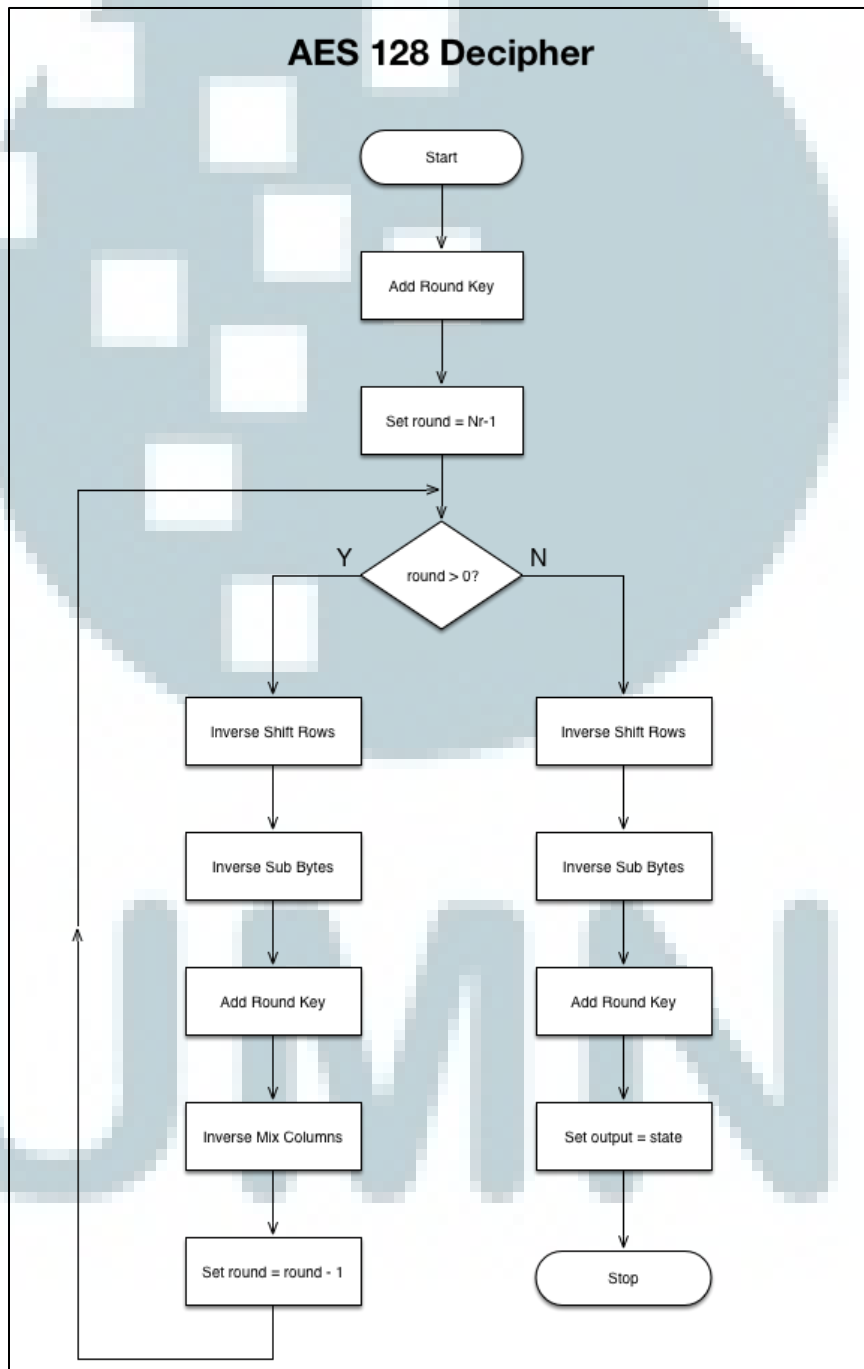 AES 128 Decipher
Start
Add Round Key
Set round = Nr-1
Y
round > 0?
N
Inverse Shift Rows
Inverse Sub Bytes
Add Round Key
Inverse Mix Columns
Set round = round - 1
Inverse Shift Rows
Inverse Sub Bytes
Add Round Key
Set output = state
Stop
UMN